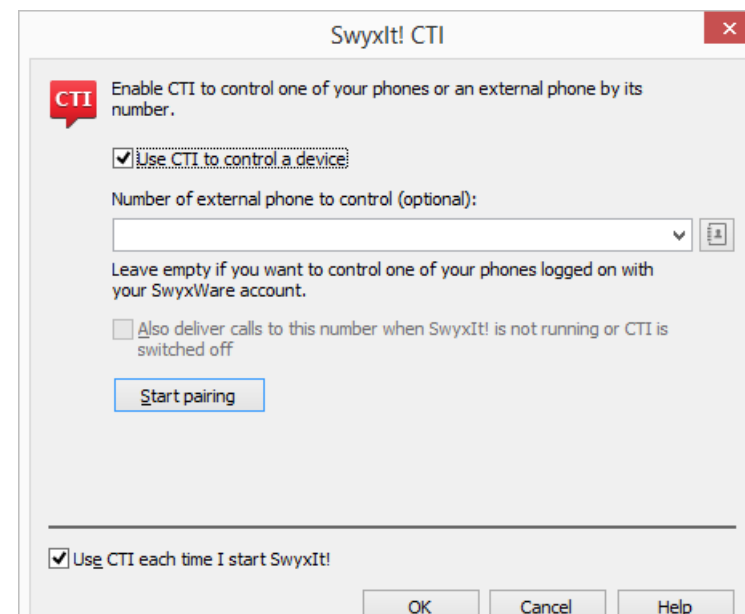 SwyxIt! CTI
CTI
Enable CTI to control one of your phones or an external phone by its
number.
Use CTI to control a device
Number of external phone to control (optional):
Leave empty if you want to control one of your phones logged on with
your SwyxWare account.
Also deliver calls to this number when SwyxIt! is not running or CTI is
switched off
Start pairing
Use CTI each time I start SwyxIt!
OK Cancel Help